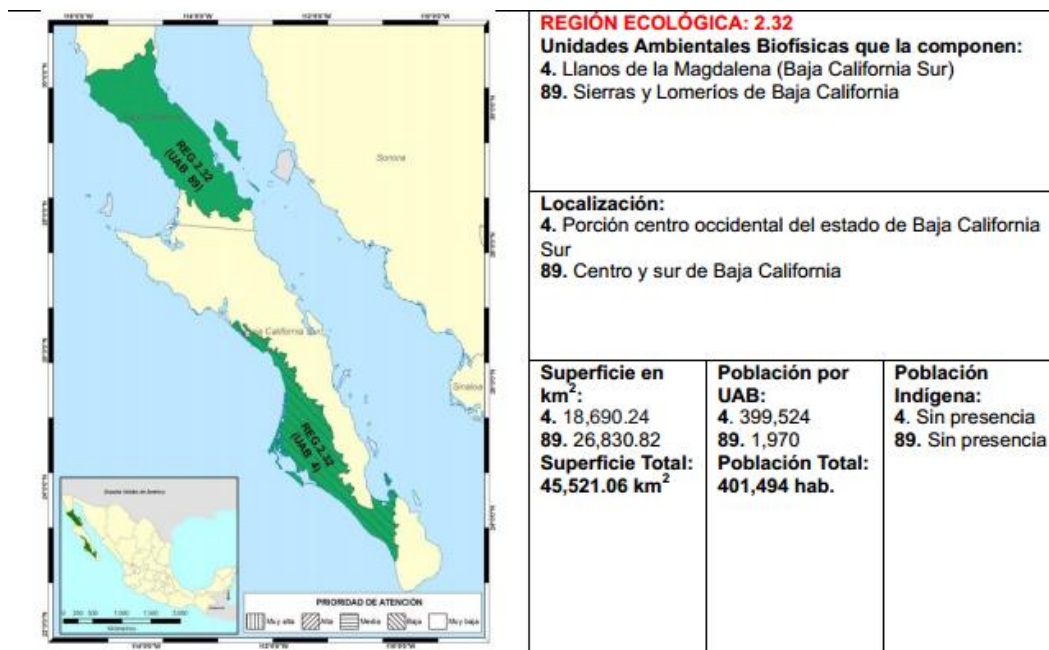 REGIÓN ECOLÓGICA: 2.32
Unidades Ambientales Biofísicas que la componen:
4. Llanos de la Magdalena (Baja California Sur)
89. Sierras y Lomeríos de Baja California
Localización:
4. Porción centro occidental del estado de Baja California
Sur
89. Centro y sur de Baja California
Superficie en
km²:
4. 18,690.24
89. 26,830.82
Superficie Total:
45,521.06 km²
Población por
UAB:
4. 399,524
89. 1,970
Población Total:
401,494 hab.
Población
Indígena:
4. Sin presencia
89. Sin presencia
REG.2.32
(UAB 89)
Sonora
California Sur
REG.2.32
(UAB 4)
Sinaloa
Estados Unidos de América
PRIORIDAD DE ATENCIÓN
Muy alta
Alta
Media
Baja
Muy baja